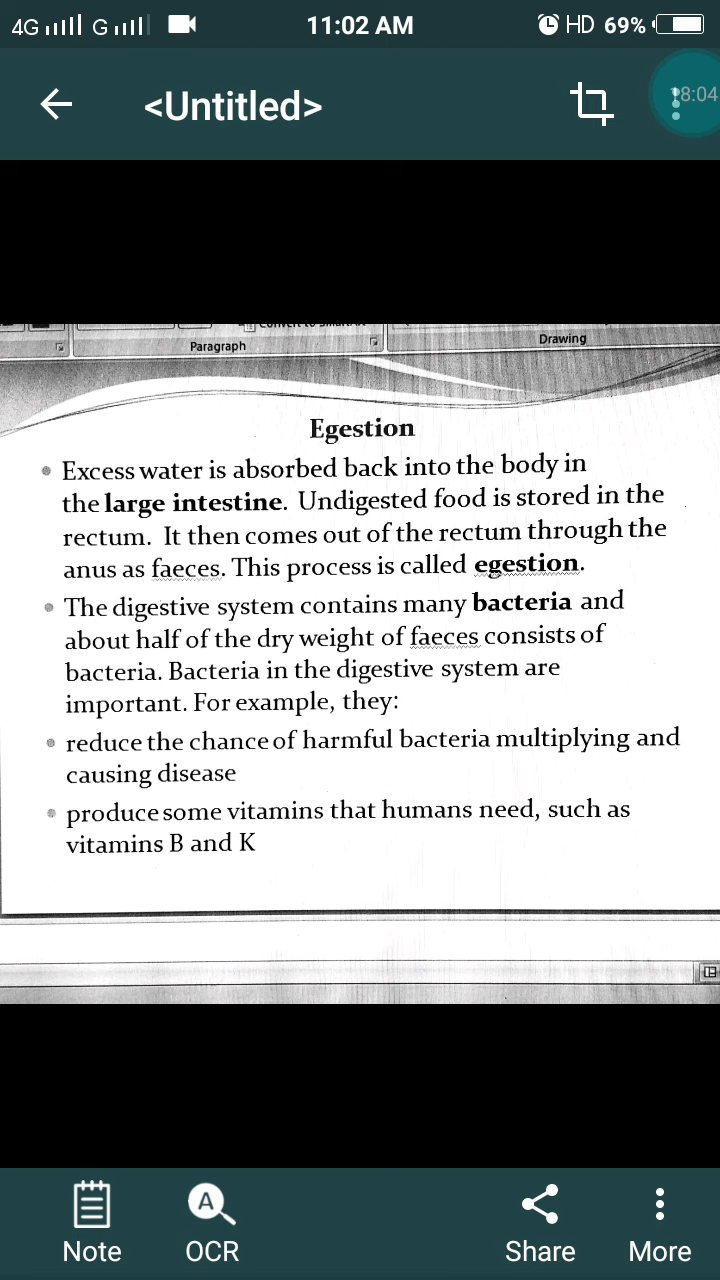 4G G 11:02 AM HD 69%
<Untitled>
18:04
Paragraph
Drawing
Egestion
Excess water is absorbed back into the body in
the large intestine. Undigested food is stored in the
rectum. It then comes out of the rectum through the
anus as faeces. This process is called egestion.
The digestive system contains many bacteria and
about half of the dry weight of faeces consists of
bacteria. Bacteria in the digestive system are
important. For example, they:
reduce the chance of harmful bacteria multiplying and
causing disease
produce some vitamins that humans need, such as
vitamins B and K
A
Note OCR Share More